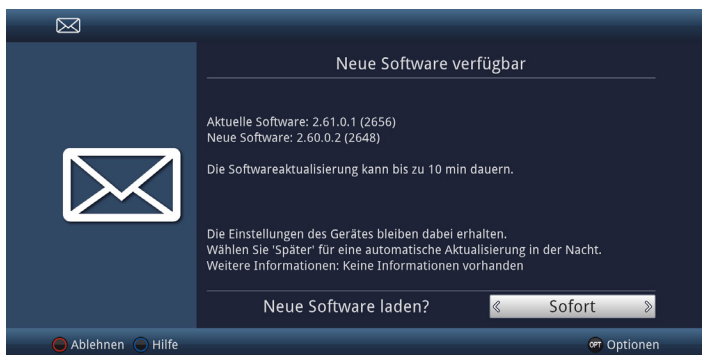 Neue Software verfügbar
Aktuelle Software: 2.61.0.1 (2656)
Neue Software: 2.60.0.2 (2648)
Die Softwareaktualisierung kann bis zu 10 min dauern.
Die Einstellungen des Gerätes bleiben dabei erhalten.
Wählen Sie 'Später' für eine automatische Aktualisierung in der Nacht.
Weitere Informationen: Keine Informationen vorhanden
Neue Software laden? « Sofort »
Ablehnen Hilfe OPT Optionen